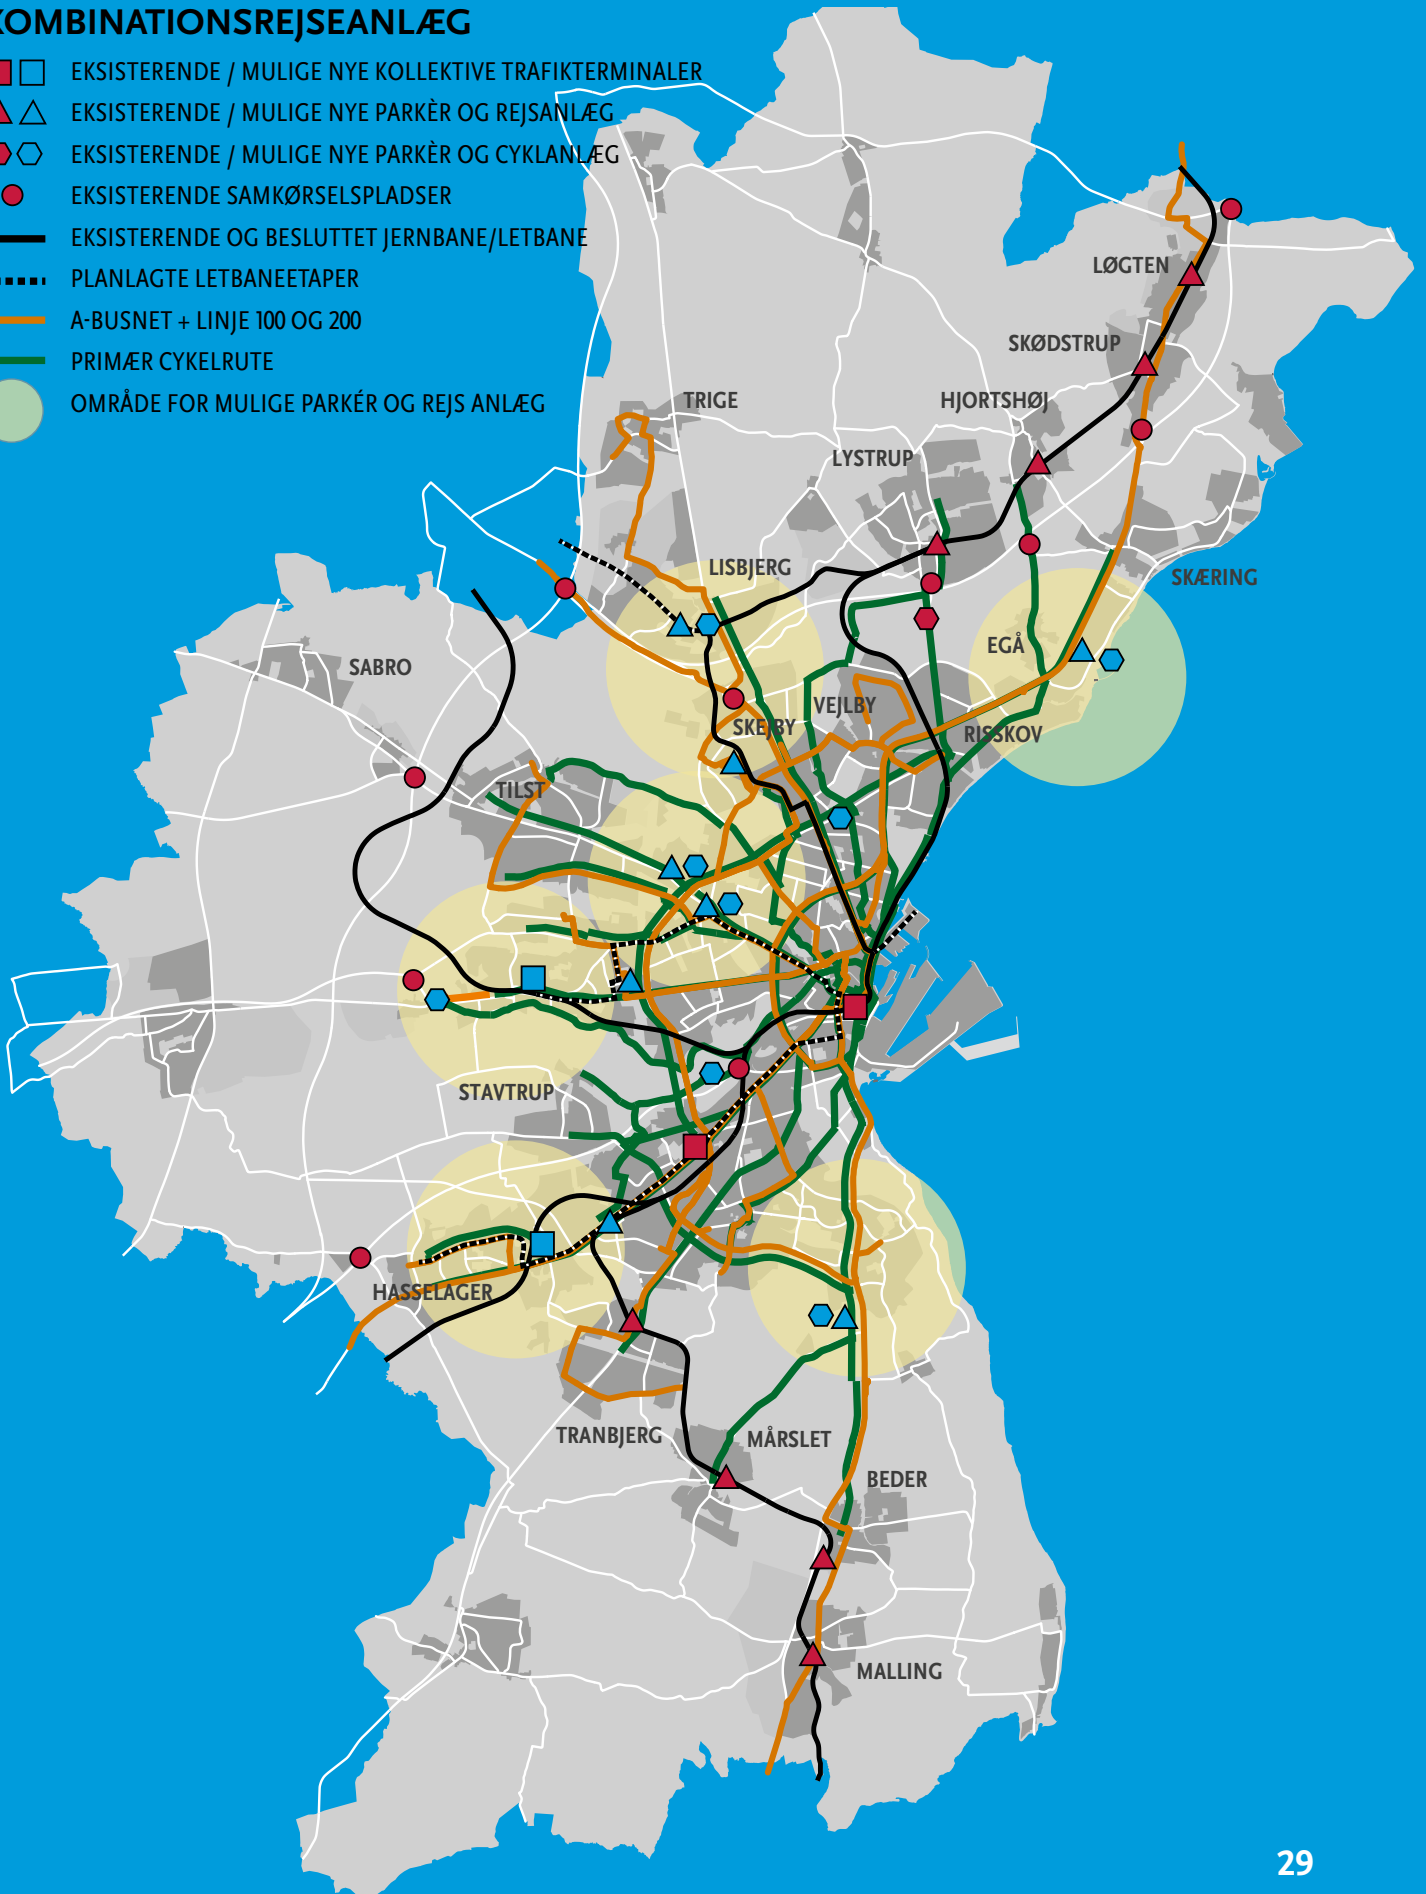 KOMBINATIONSREJSEANLÆG
EKSISTERENDE / MULIGE NYE KOLLEKTIVE TRAFIKTERMINALER
EKSISTERENDE / MULIGE NYE PARKÈR OG REJSANLÆG
EKSISTERENDE / MULIGE NYE PARKÈR OG CYKLANLÆG
EKSISTERENDE SAMKØRSELSPLADSER
EKSISTERENDE OG BESLUTTET JERNBANE/LETBANE
PLANLAGTE LETBANEETAPER
A-BUSNET + LINJE 100 OG 200
PRIMÆR CYKELRUTE
OMRÅDE FOR MULIGE PARKÉR OG REJS ANLÆG
LØGTEN
SKØDSTRUP
TRIGE
HJORTSHØJ
LYSTRUP
LISBJERG
SKÆRING
EGÅ
SABRO
VEJLBY
SKEJBY
RISSKOV
TILST
STAVTRUP
HASSELAGER
TRANBJERG
MÅRSLET
BEDER
MALLING
29